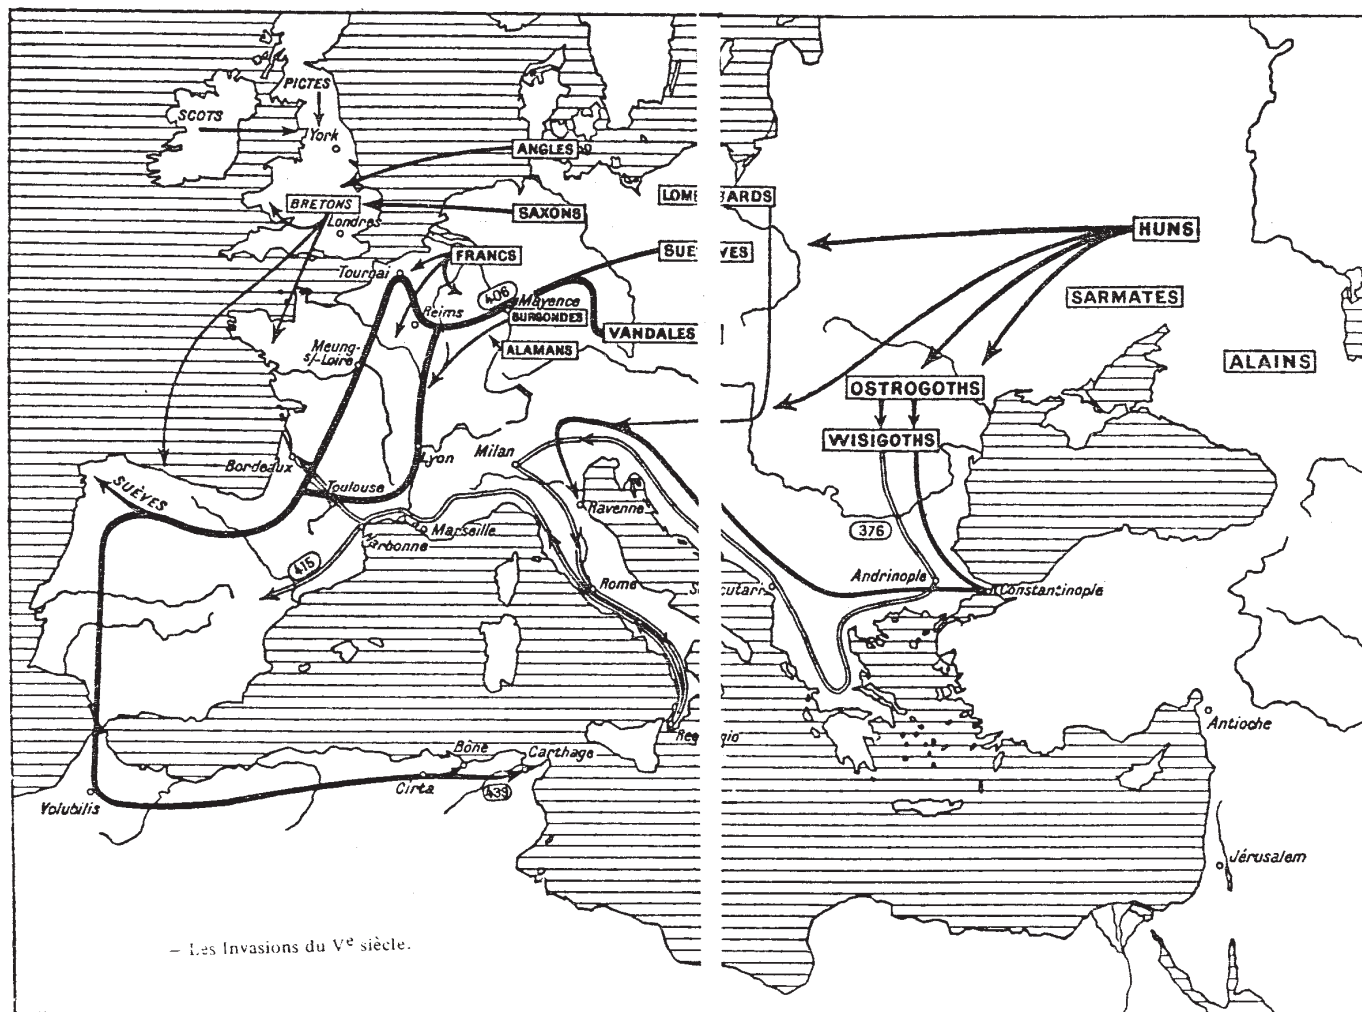 PICTES
SCOTS
York
ANGLES
BRETONS
Londres
SAXONS
LOMBARDS
HUNS
FRANCS
SUEVES
Tournai
SARMATES
406
Mayence
Reims
BURGONDES
VANDALES
Meung-
s/-Loire
ALAMANS
ALAINS
OSTROGOTHS
WISIGOTHS
Milan
Lyon
Bordeaux
Toulouse
SUÈVES
Ravenne
Marseille
Narbonne
376
415
Andrinople
Rome
Scutari
Constantinople
Antioche
Reggio
Bône
Carthage
Cirta
439
Volubilis
Jérusalem
– Les Invasions du Ve siècle.